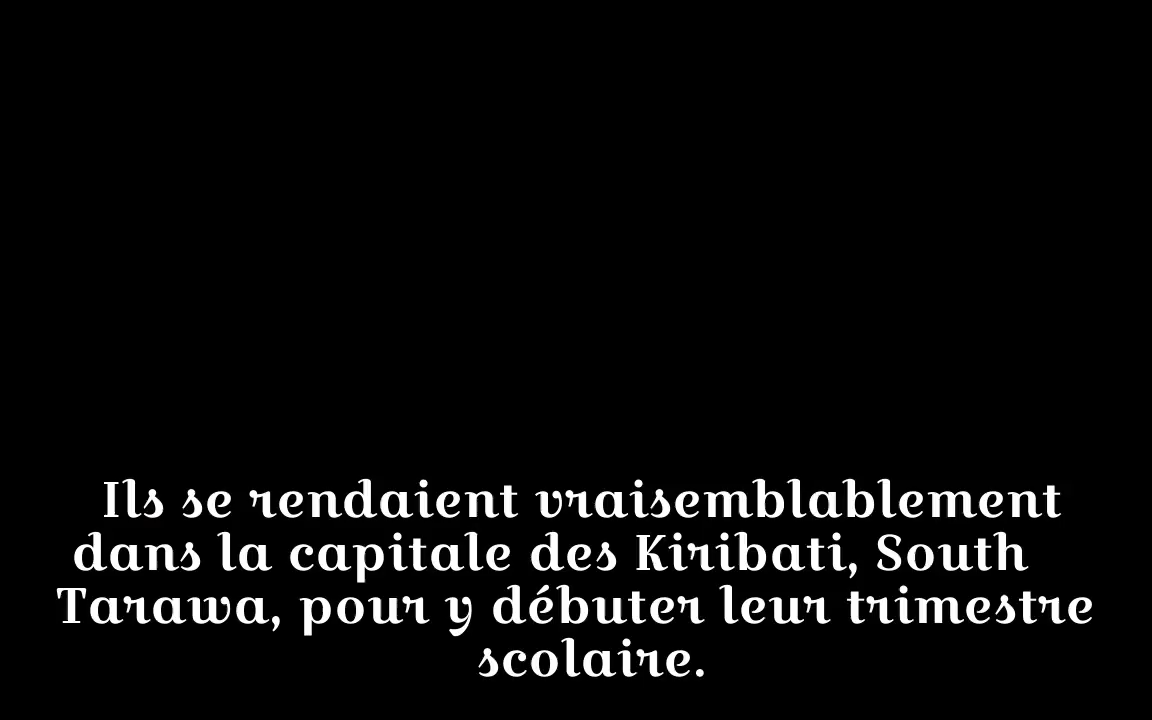 Ils se rendaient vraisemblablement
dans la capitale des Kiribati, South
Tarawa, pour y débuter leur trimestre
scolaire.